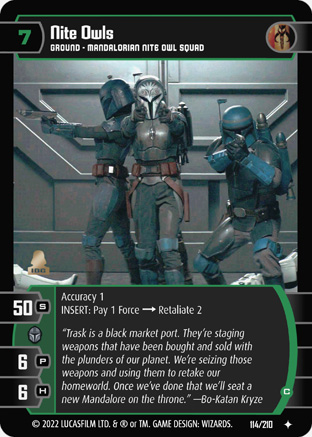 7
Nite Owls
GROUND - MANDALORIAN NITE OWL SQUAD
IDC
50 S
Accuracy 1
INSERT: Pay 1 Force → Retaliate 2
6 P
6 H
"Trask is a black market port. They're staging
weapons that have been bought and sold with
the plunders of our planet. We're seizing those
weapons and using them to retake our
homeworld. Once we've done that we'll seat a
new Mandalore on the throne." —Bo-Katan Kryze
C
© 2022 LUCASFILM LTD. & ® or TM. GAME DESIGN: WIZARDS.
114/210